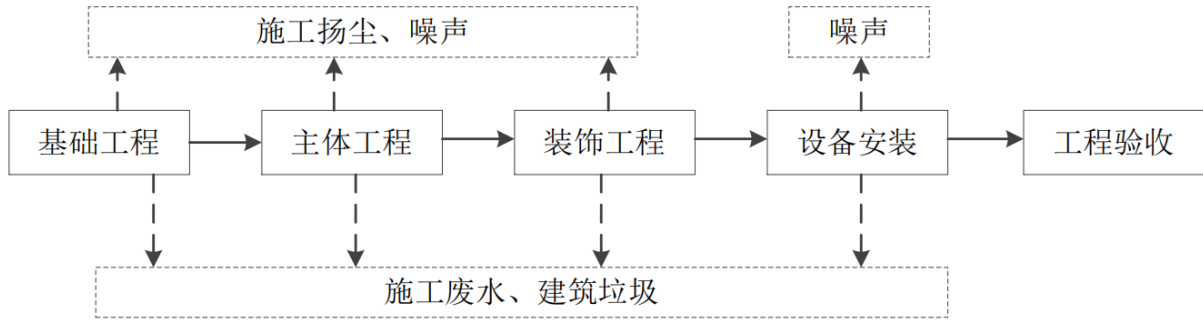 施工扬尘、噪声
噪声
基础工程
主体工程
装饰工程
设备安装
工程验收
施工废水、建筑垃圾